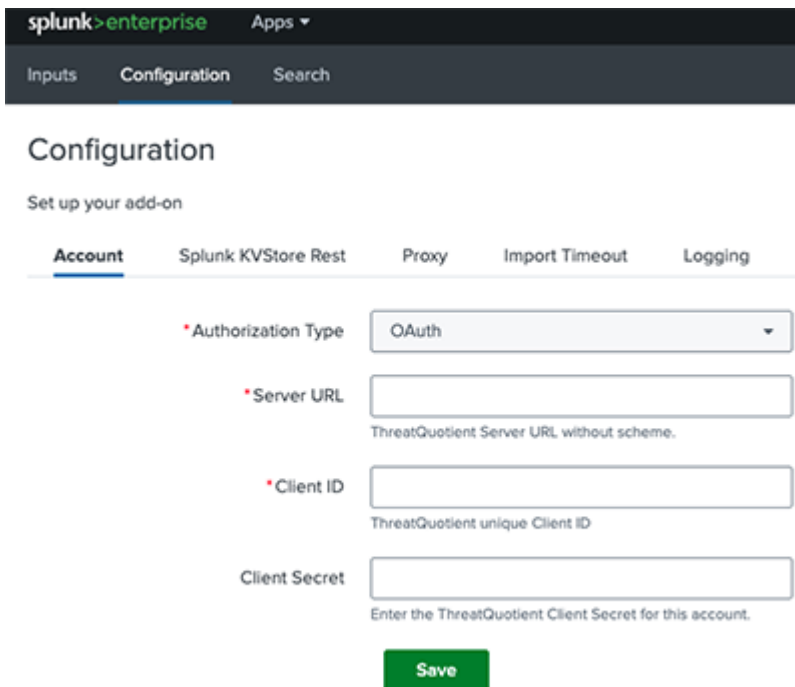 splunk>enterprise Apps
Inputs Configuration Search
Configuration
Set up your add-on
Account Splunk KVStore Rest Proxy Import Timeout Logging
*Authorization Type OAuth
*Server URL
ThreatQuotient Server URL without scheme.
*Client ID
ThreatQuotient unique Client ID
Client Secret
Enter the ThreatQuotient Client Secret for this account.
Save